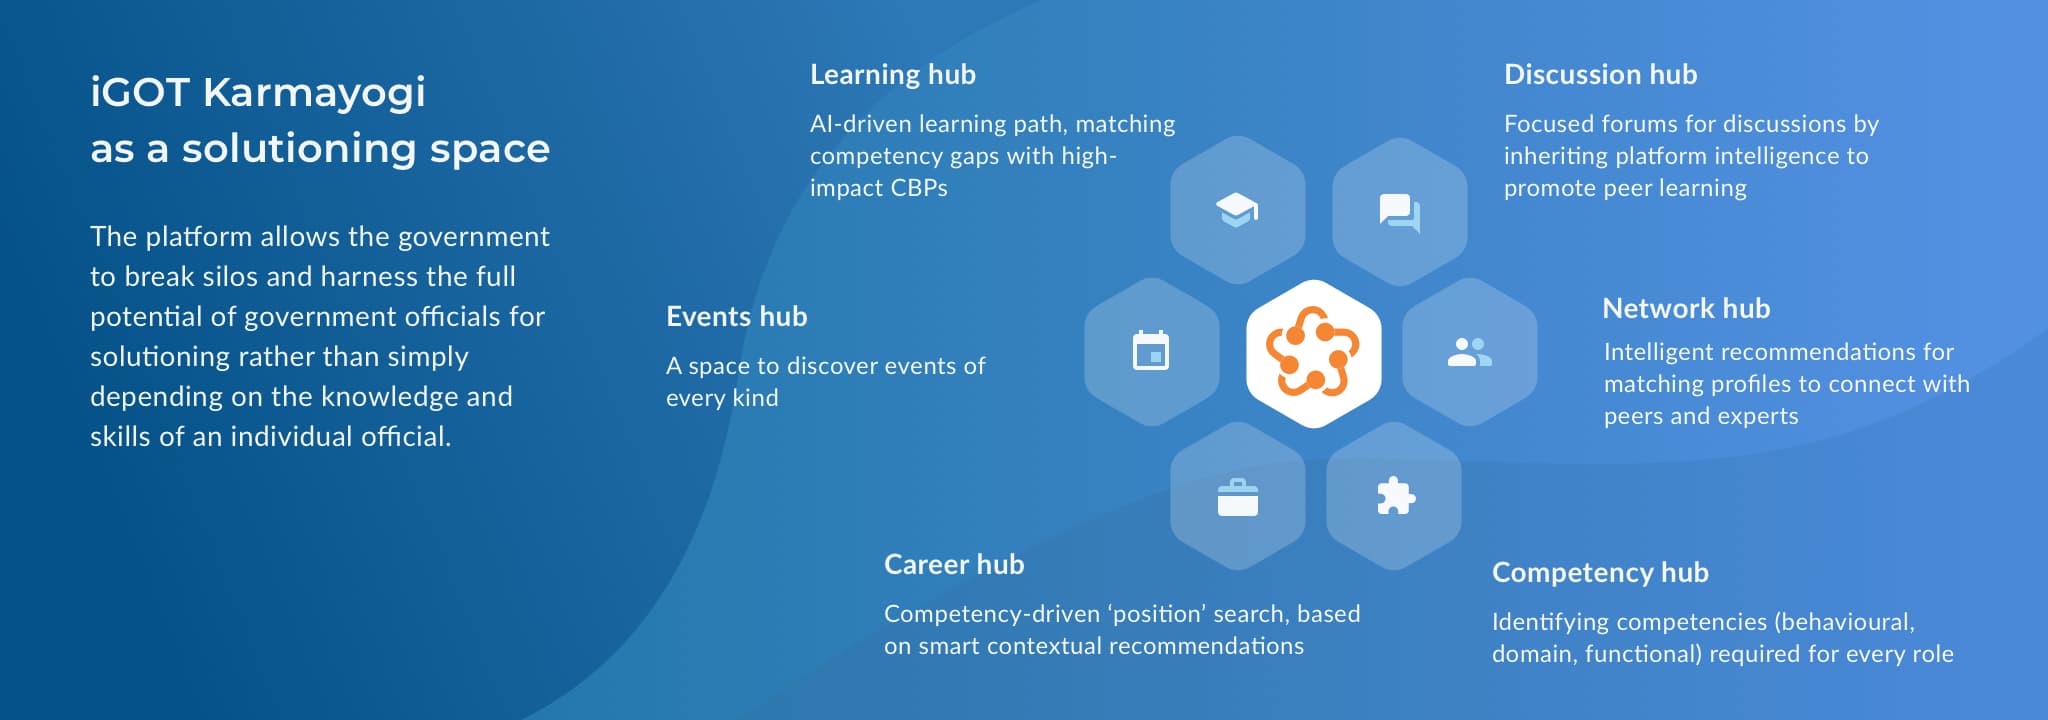 iGOT Karmayogi
as a solutioning space
The platform allows the government
to break silos and harness the full
potential of government officials for
solutioning rather than simply
depending on the knowledge and
skills of an individual official.
Learning hub
AI-driven learning path, matching
competency gaps with high-
impact CBPs
Discussion hub
Focused forums for discussions by
inheriting platform intelligence to
promote peer learning
Events hub
A space to discover events of
every kind
Network hub
Intelligent recommendations for
matching profiles to connect with
peers and experts
Career hub
Competency-driven ‘position’ search, based
on smart contextual recommendations
Competency hub
Identifying competencies (behavioural,
domain, functional) required for every role